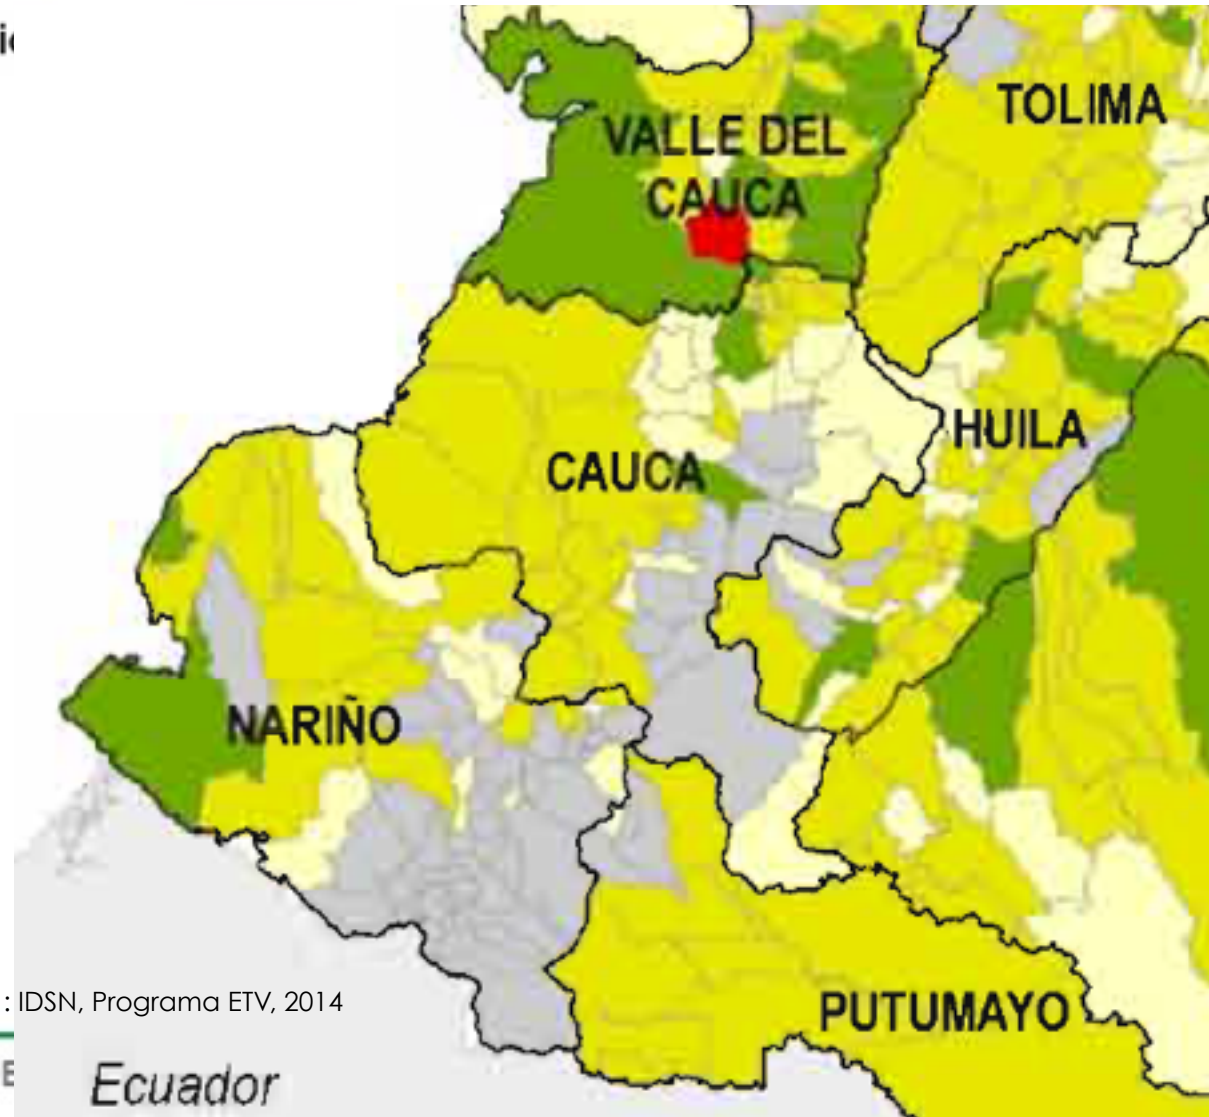 TOLIMA
VALLE DEL
CAUCA
HUILA
CAUCA
NARIÑO
: IDSN, Programa ETV, 2014
PUTUMAYO
Ecuador